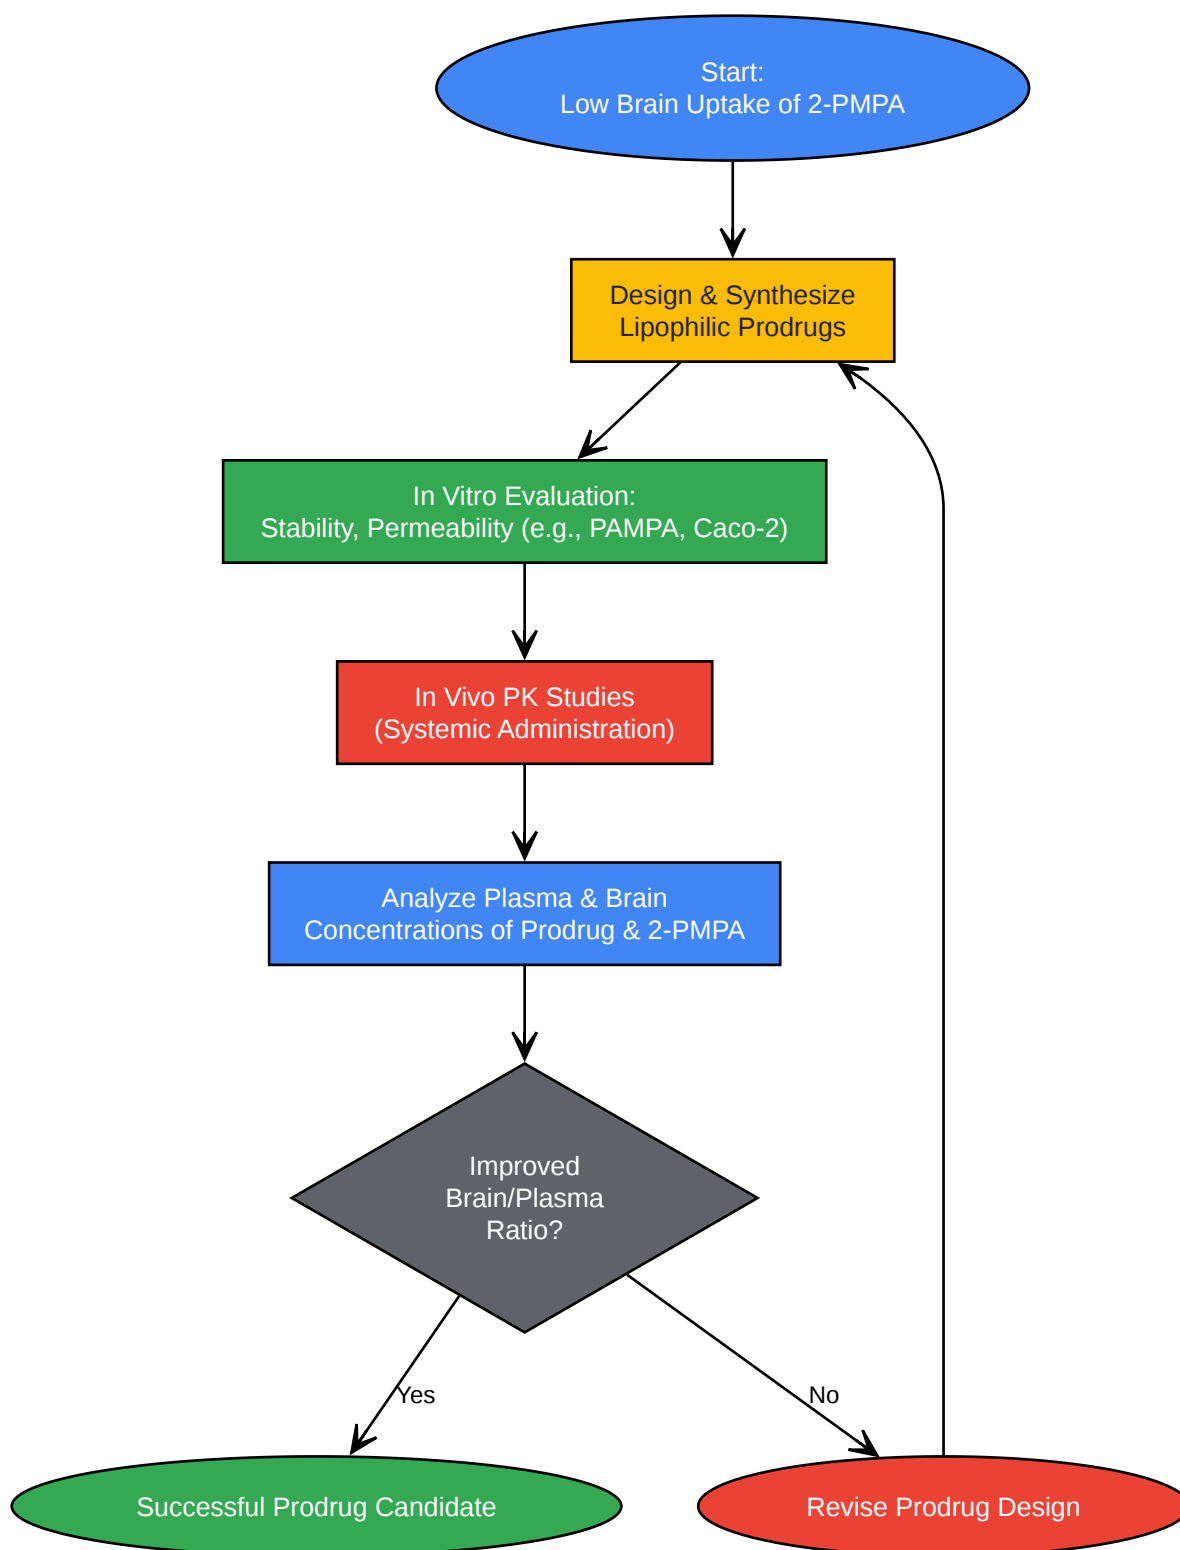 Start:
Low Brain Uptake of 2-PMPA
Design & Synthesize
Lipophilic Prodrugs
In Vitro Evaluation:
Stability, Permeability (e.g., PAMPA, Caco-2)
In Vivo PK Studies
(Systemic Administration)
Analyze Plasma & Brain
Concentrations of Prodrug & 2-PMPA
Improved
Brain/Plasma
Ratio?
Yes
No
Successful Prodrug Candidate
Revise Prodrug Design